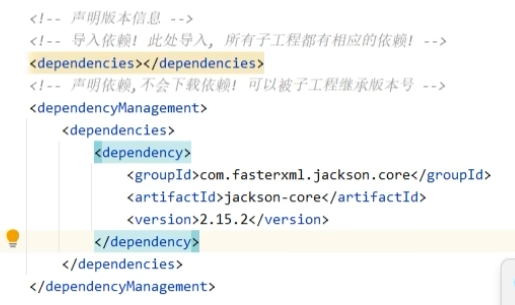 <!-- 声明版本信息 -->
<!-- 导入依赖! 此处导入, 所有子工程都有相应的依赖! -->
<dependencies></dependencies>
<!-- 声明依赖,不会下载依赖! 可以被子工程继承版本号 -->
<dependencyManagement>
<dependencies>
<dependency>
<groupId>com.fasterxml.jackson.core</groupId>
<artifactId>jackson-core</artifactId>
<version>2.15.2</version>
</dependency>
</dependencies>
</dependencyManagement>